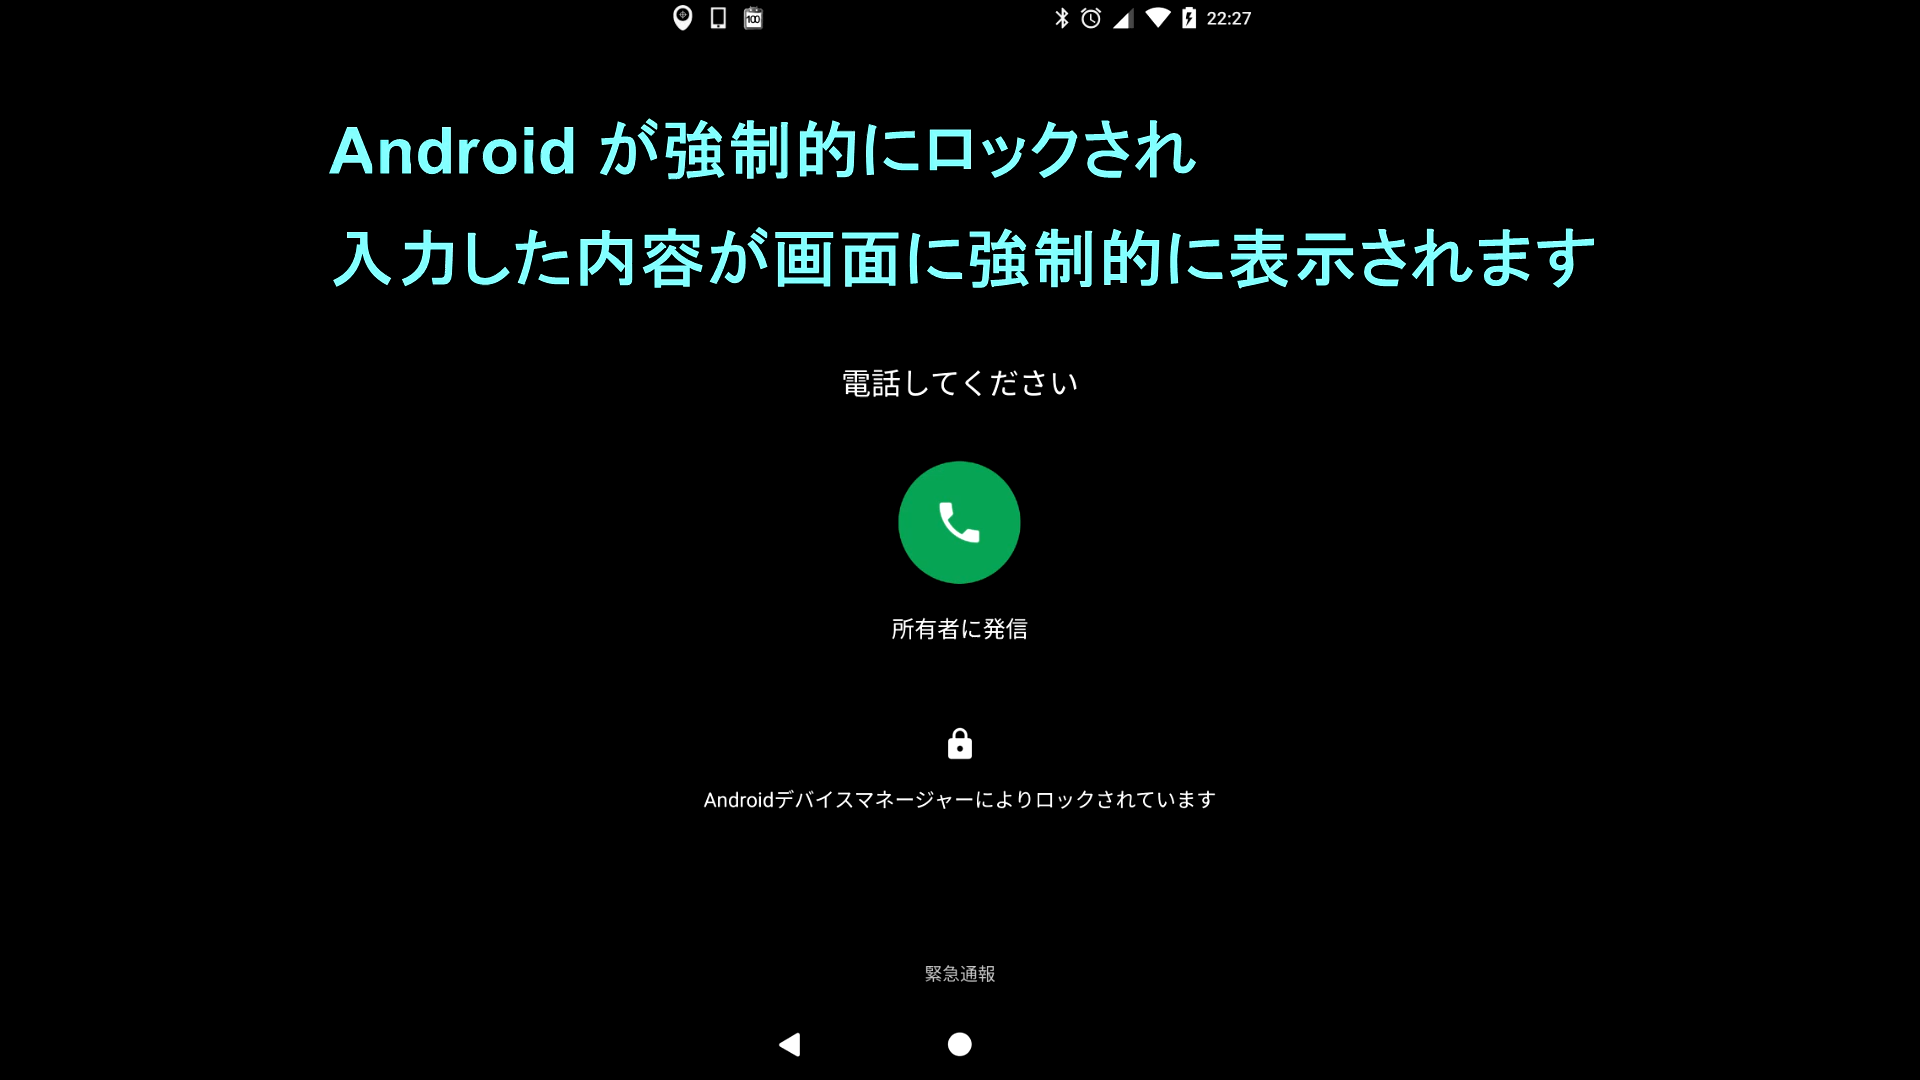 100
22:27
Android が強制的にロックされ
入力した内容が画面に強制的に表示されます
電話してください
所有者に発信
Androidデバイスマネージャーによりロックされています
緊急通報